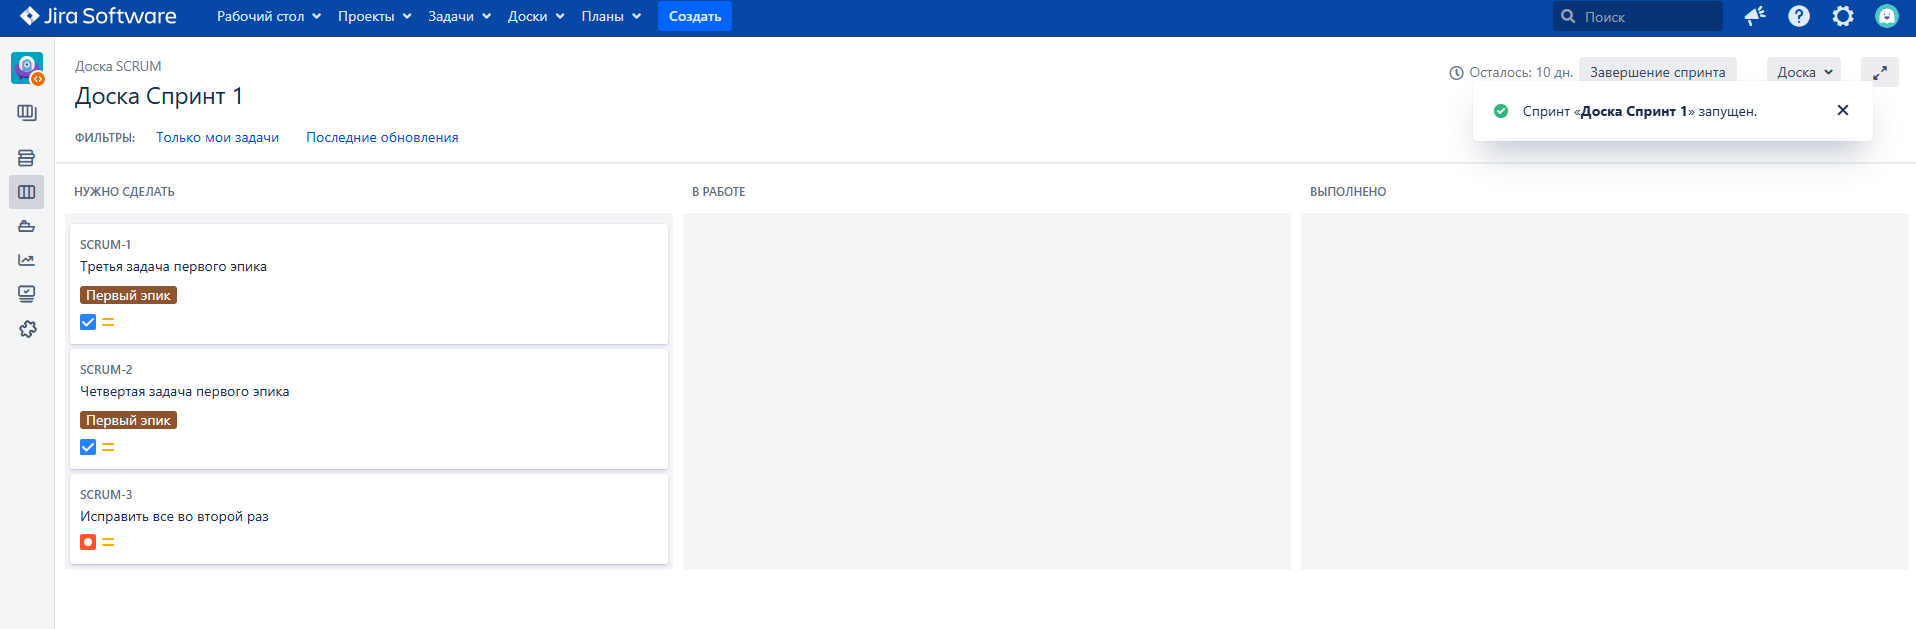 Jira Software
Рабочий стол Проекты Задачи Доски Планы Создать Поиск
Доска SCRUM
Осталось: 10 дн. Завершение спринта Доска
Доска Спринт 1
Спринт «Доска Спринт 1» запущен.
ФИЛЬТРЫ: Только мои задачи Последние обновления
НУЖНО СДЕЛАТЬ В РАБОТЕ ВЫПОЛНЕНО
SCRUM-1
Третья задача первого эпика
Первый эпик
SCRUM-2
Четвертая задача первого эпика
Первый эпик
SCRUM-3
Исправить все во второй раз